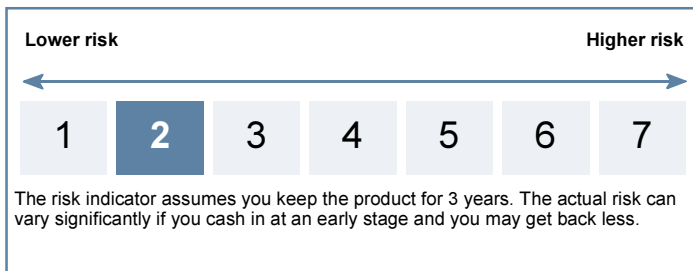 Lower risk Higher risk
1 2 3 4 5 6 7
The risk indicator assumes you keep the product for 3 years. The actual risk can
vary significantly if you cash in at an early stage and you may get back less.